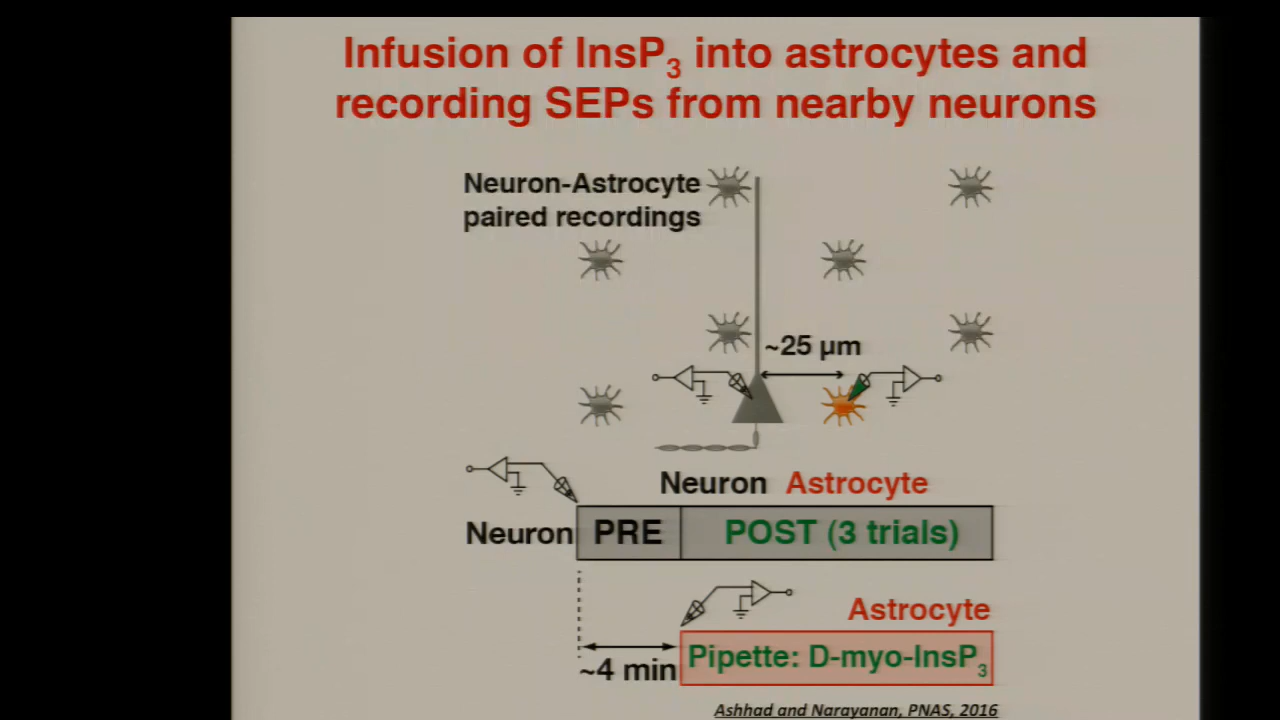 Infusion of InsP3 into astrocytes and
recording SEPs from nearby neurons
Neuron-Astrocyte
paired recordings
~25 µm
Neuron Astrocyte
Neuron PRE POST (3 trials)
Astrocyte
~4 min Pipette: D-myo-InsP3
Ashhad and Narayanan, PNAS, 2016